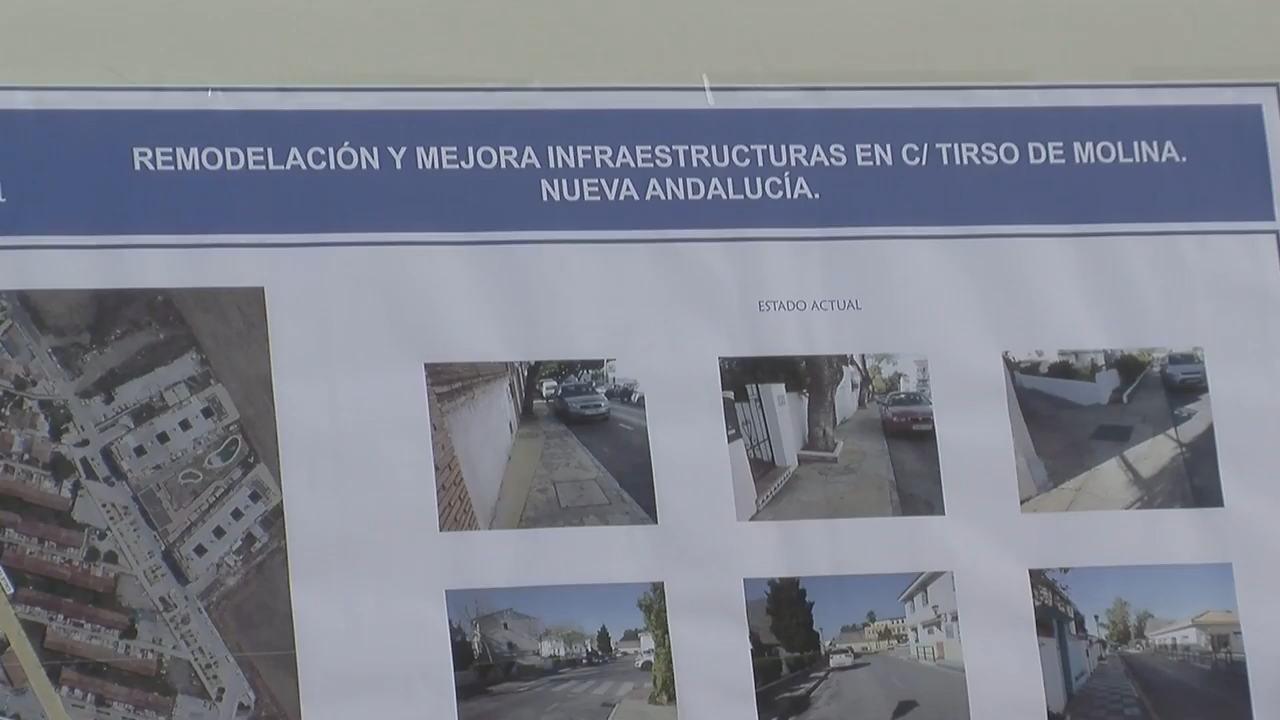 REMODELACIÓN Y MEJORA INFRAESTRUCTURAS EN C/ TIRSO DE MOLINA.
NUEVA ANDALUCÍA.
ESTADO ACTUAL